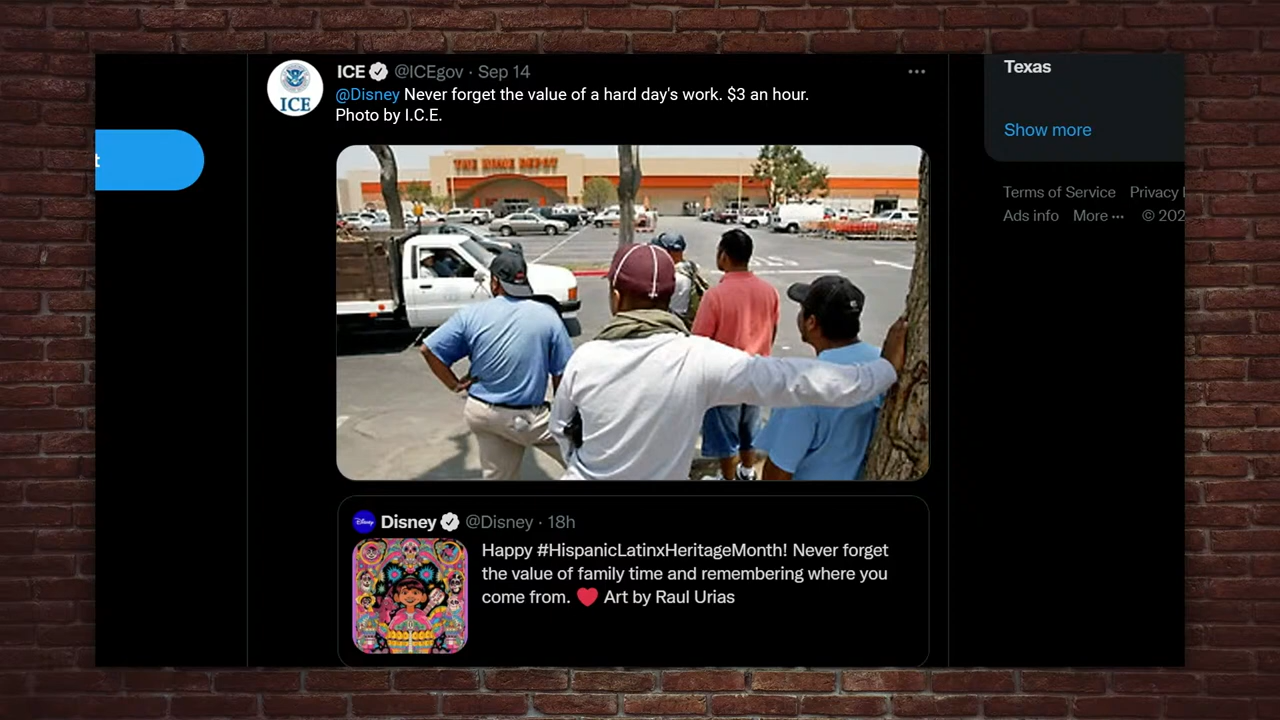 Texas
ICE @ICEgov · Sep 14
@Disney Never forget the value of a hard day's work. $3 an hour.
Photo by I.C.E.
ICE
Show more
t
THE HOME DEPOT
Terms of Service Privacy
Ads info More ··· © 202
Disney @Disney · 18h
Disney
Happy #HispanicLatinxHeritageMonth! Never forget
the value of family time and remembering where you
come from. ❤️ Art by Raul Urias